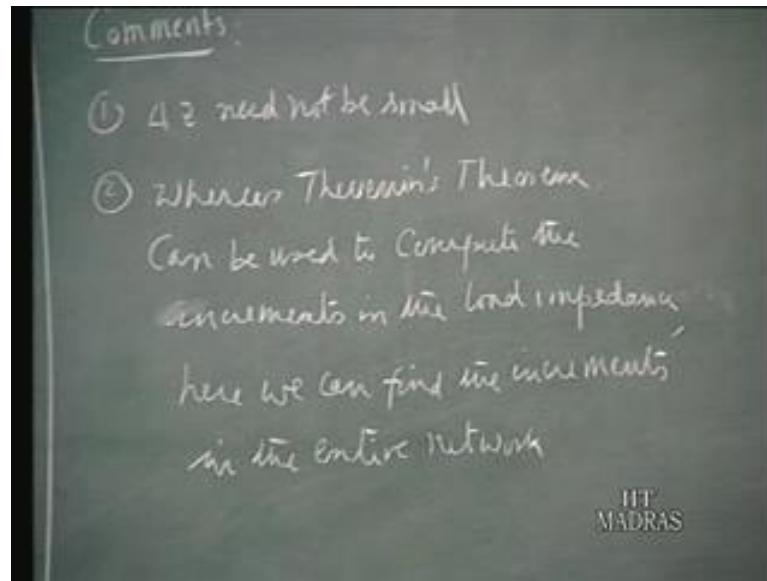 Comments:
① ΔZ need not be small
② Whereas Thevenin's Theorem
Can be used to Compute the
increments in the load impedance,
here we can find the increments
in the entire network
IIT
MADRAS